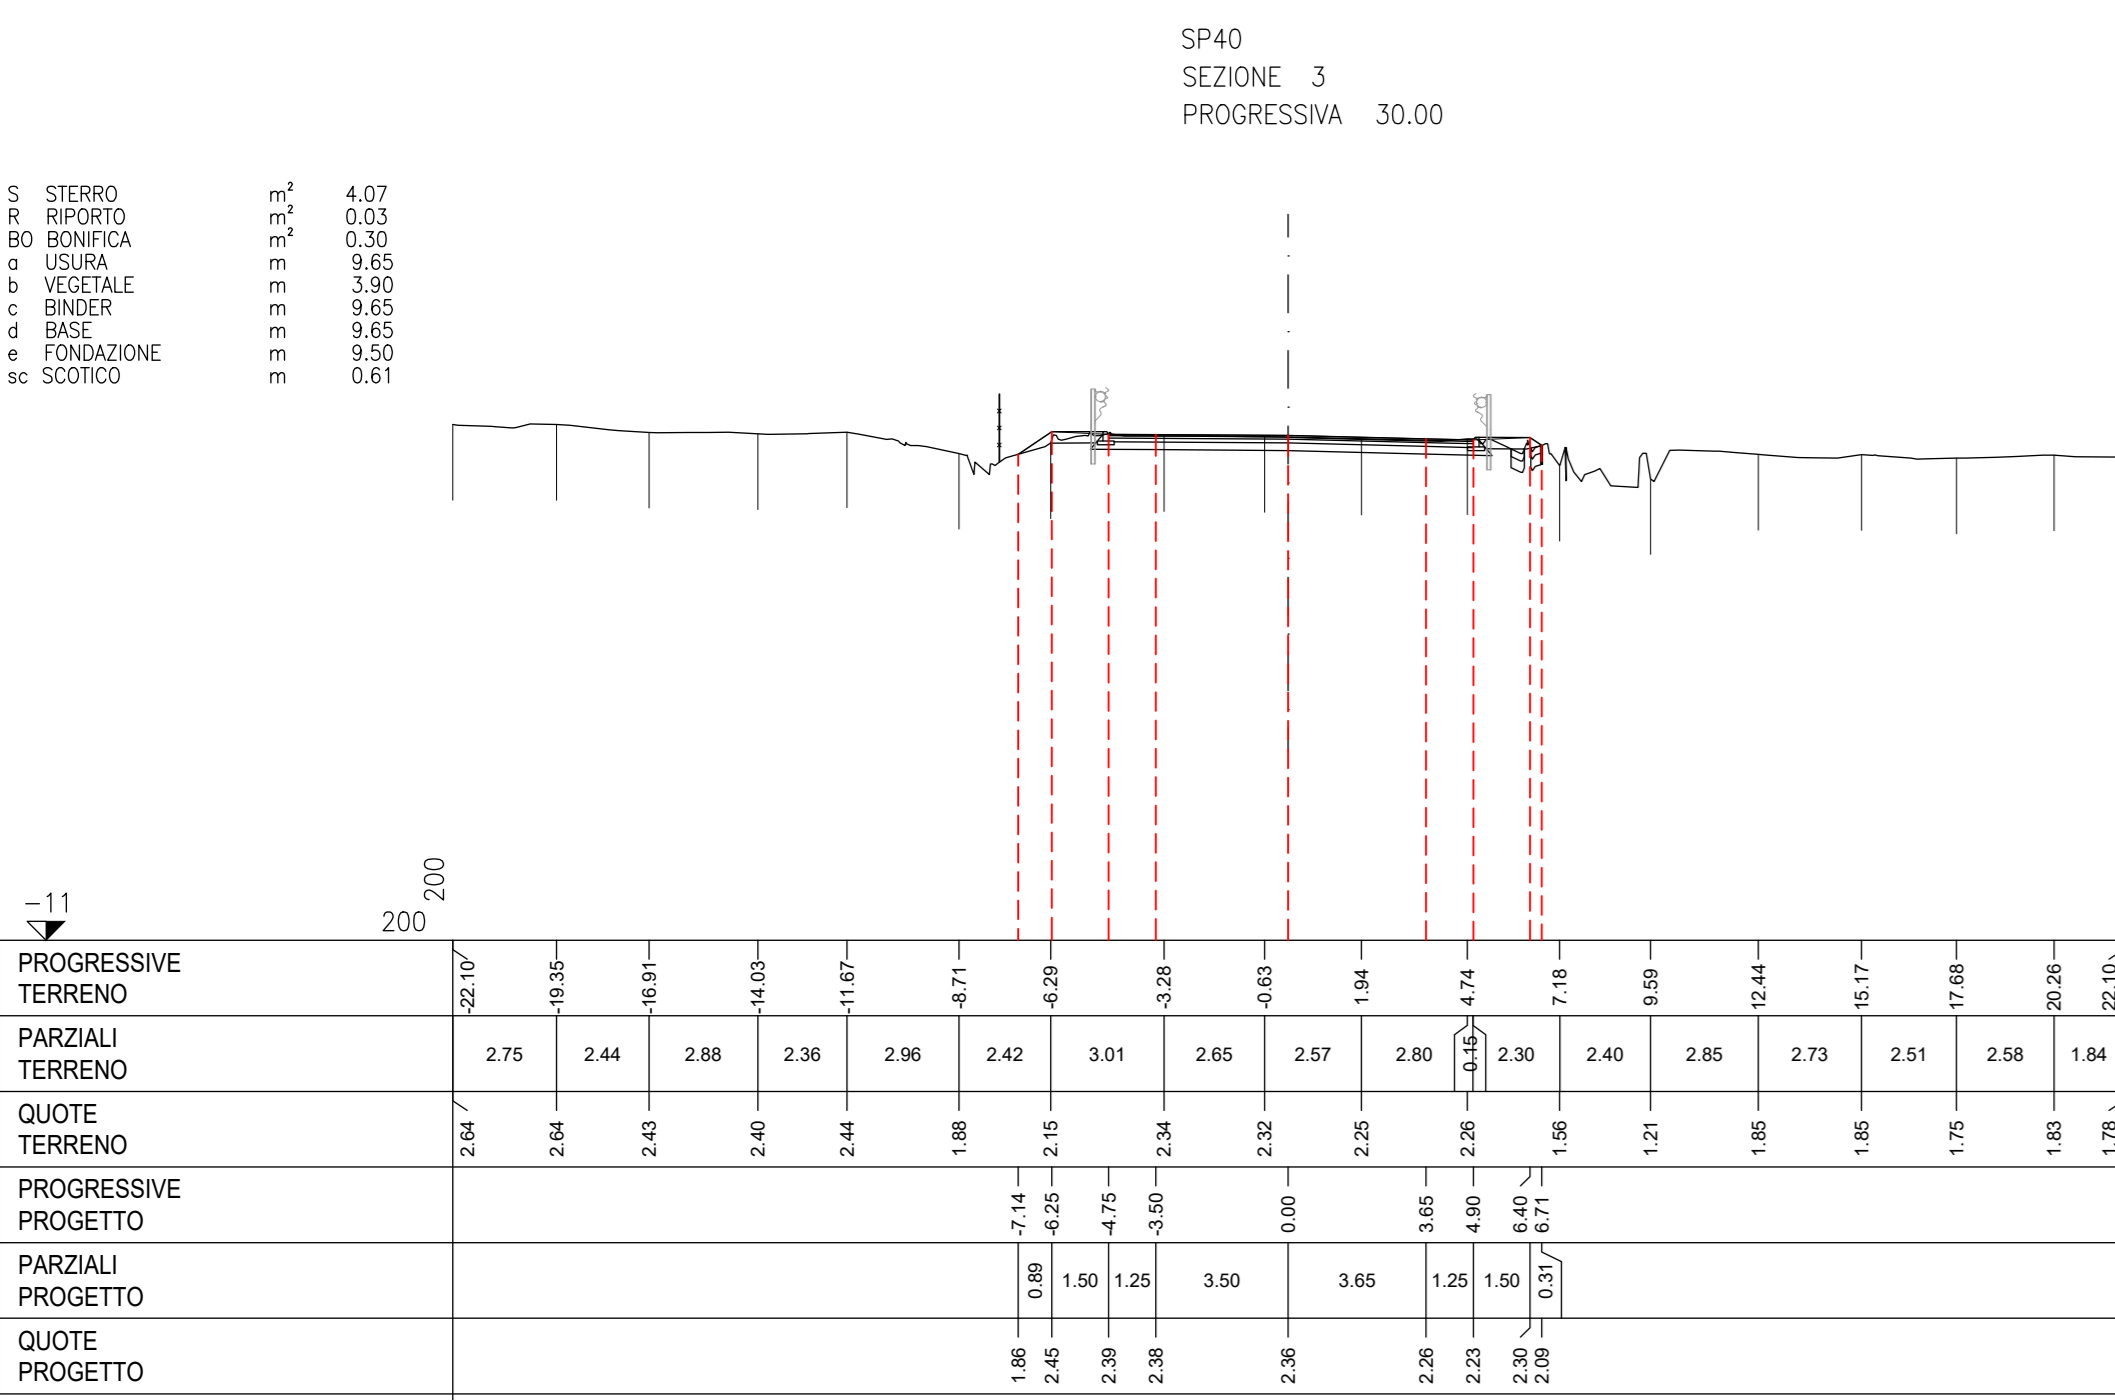 SP40
SEZIONE 3
PROGRESSIVA 30.00
S STERRO m² 4.07
R RIPORTO m² 0.03
BO BONIFICA m² 0.30
a USURA m 9.65
b VEGETALE m 3.90
c BINDER m 9.65
d BASE m 9.65
e FONDAZIONE m 9.50
sc SCOTICO m 0.61
-11
200
200
PROGRESSIVE
TERRENO
-22.10 -19.35 -16.91 -14.03 -11.67 -8.71 -6.29 -3.28 -0.63 1.94 4.74 7.18 9.59 12.44 15.17 17.68 20.26 22.10
PARZIALI
TERRENO
2.75 2.44 2.88 2.36 2.96 2.42 3.01 2.65 2.57 2.80 0.15 2.30 2.40 2.85 2.73 2.51 2.58 1.84
QUOTE
TERRENO
2.64 2.64 2.43 2.40 2.44 1.88 2.15 2.34 2.32 2.25 2.26 1.56 1.21 1.85 1.85 1.75 1.83 1.78
PROGRESSIVE
PROGETTO
-7.14 -6.25 -4.75 -3.50 0.00 3.65 4.90 6.40 6.71
PARZIALI
PROGETTO
0.89 1.50 1.25 3.50 3.65 1.25 1.50 0.31
QUOTE
PROGETTO
1.86 2.45 2.39 2.38 2.36 2.26 2.23 2.30 2.09